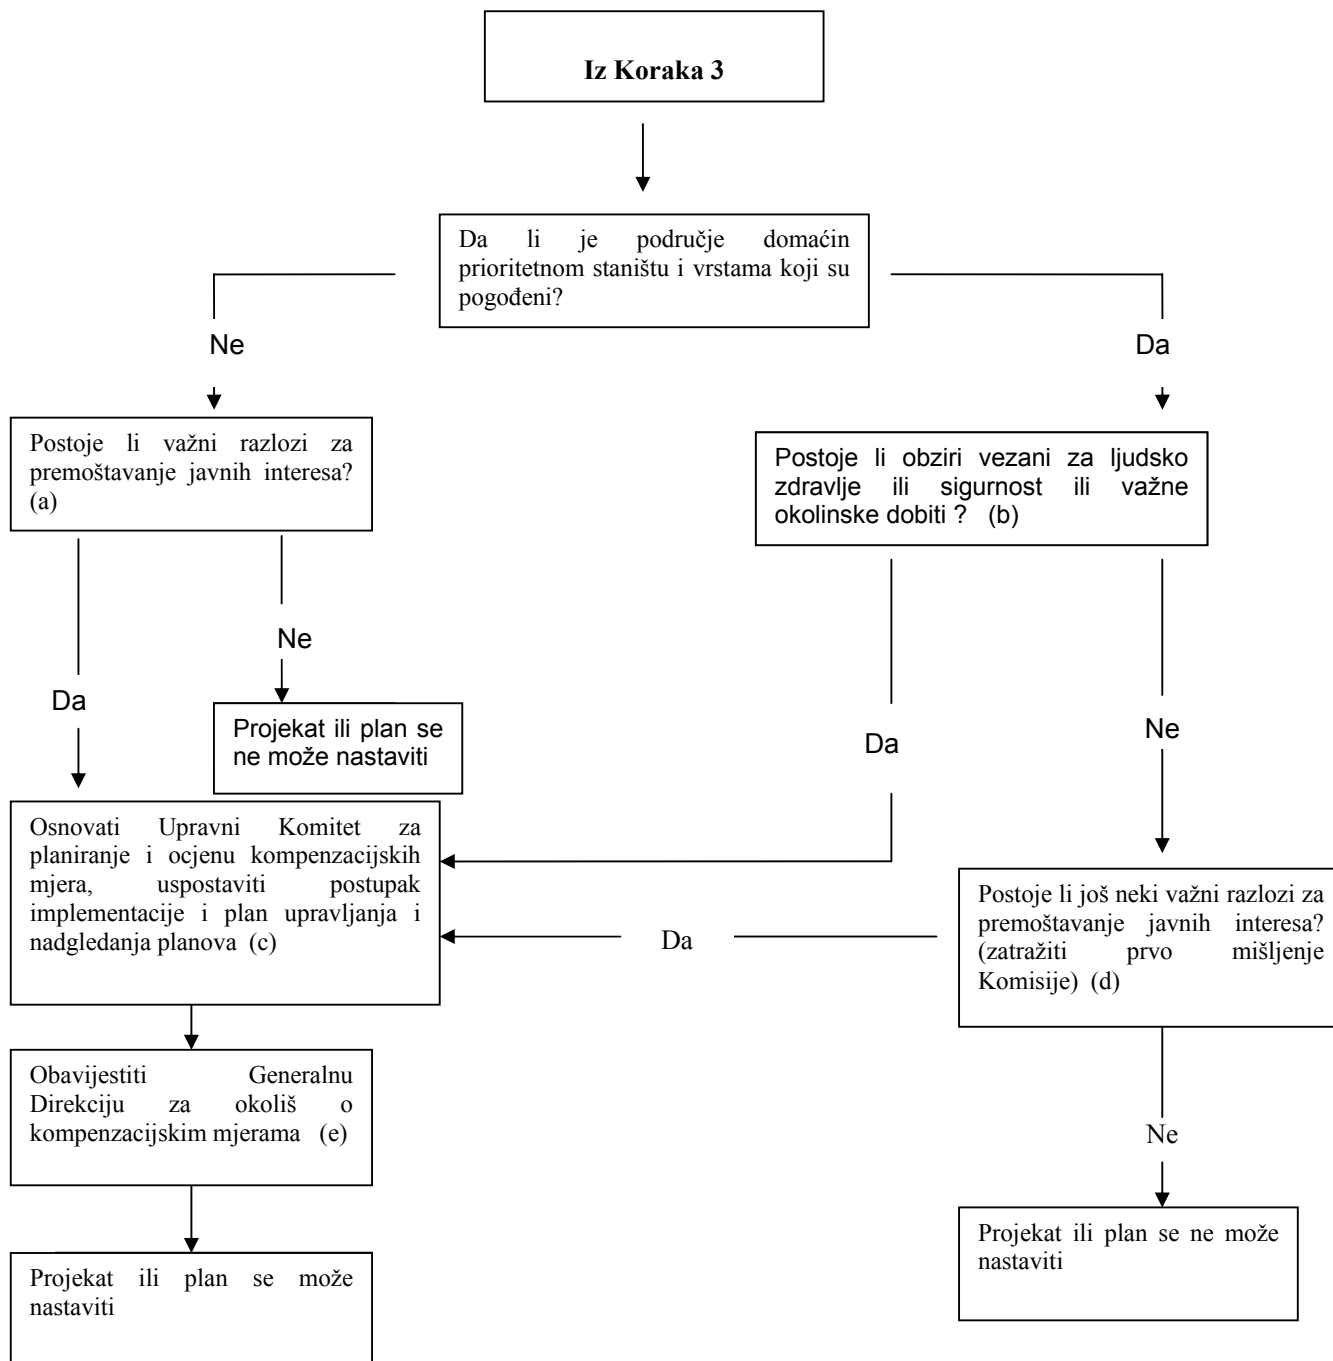 Iz Koraka 3
Da li je područje domaćin
prioritetnom staništu i vrstama koji su
pogođeni?
Ne
Da
Postoje li važni razlozi za
premoštavanje javnih interesa?
(a)
Postoje li obziri vezani za ljudsko
zdravlje ili sigurnost ili važne
okolinske dobiti ? (b)
Ne
Da
Projekat ili plan se
ne može nastaviti
Da
Ne
Osnovati Upravni Komitet za
planiranje i ocjenu kompenzacijskih
mjera, uspostaviti postupak
implementacije i plan upravljanja i
nadgledanja planova (c)
Da
Postoje li još neki važni razlozi za
premoštavanje javnih interesa?
(zatražiti prvo mišljenje
Komisije) (d)
Obavijestiti Generalnu
Direkciju za okoliš o
kompenzacijskim mjerama (e)
Ne
Projekat ili plan se može
nastaviti
Projekat ili plan se ne može
nastaviti